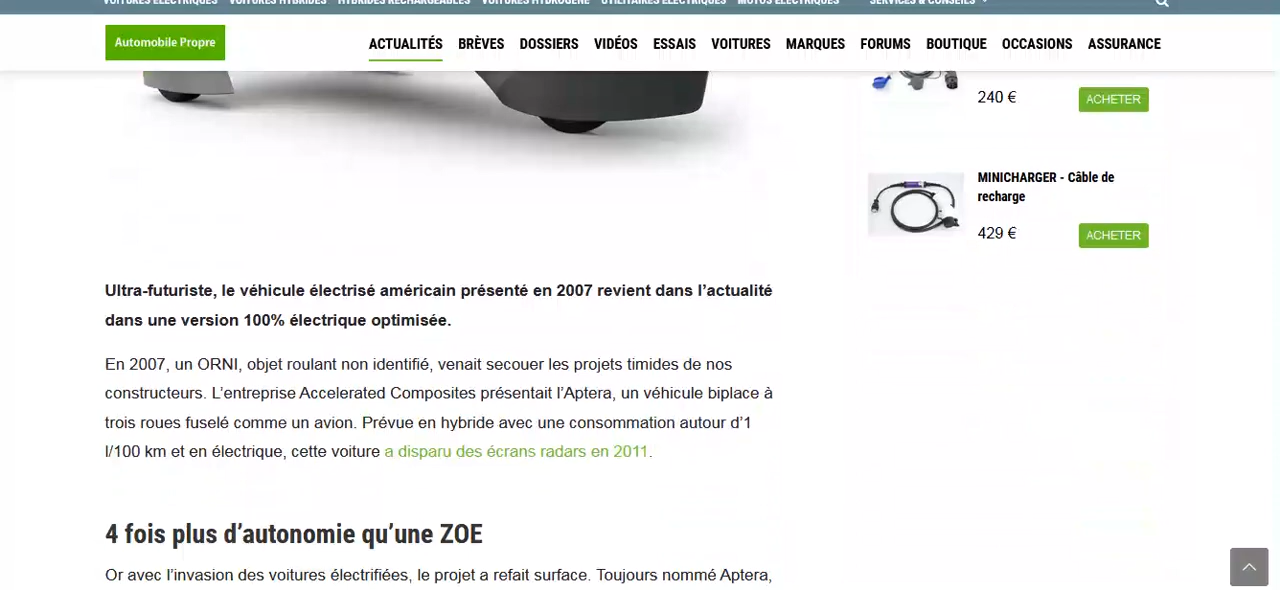 VOITURES ÉLECTRIQUES VOITURES HYBRIDES HYBRIDES RECHARGEABLES VOITURES HYDROGÈNE UTILITAIRES ÉLECTRIQUES MOTOS ÉLECTRIQUES SERVICES & CONSEILS
Automobile Propre
ACTUALITÉS BRÈVES DOSSIERS VIDÉOS ESSAIS VOITURES MARQUES FORUMS BOUTIQUE OCCASIONS ASSURANCE
240 €
ACHETER
MINICHARGER - Câble de
recharge
429 €
ACHETER
Ultra-futuriste, le véhicule électrisé américain présenté en 2007 revient dans l’actualité
dans une version 100% électrique optimisée.
En 2007, un ORNI, objet roulant non identifié, venait secouer les projets timides de nos
constructeurs. L’entreprise Accelerated Composites présentait l’Aptera, un véhicule biplace à
trois roues fuselé comme un avion. Prévue en hybride avec une consommation autour d’1
l/100 km et en électrique, cette voiture a disparu des écrans radars en 2011.
4 fois plus d’autonomie qu’une ZOE
Or avec l’invasion des voitures électrifiées, le projet a refait surface. Toujours nommé Aptera,